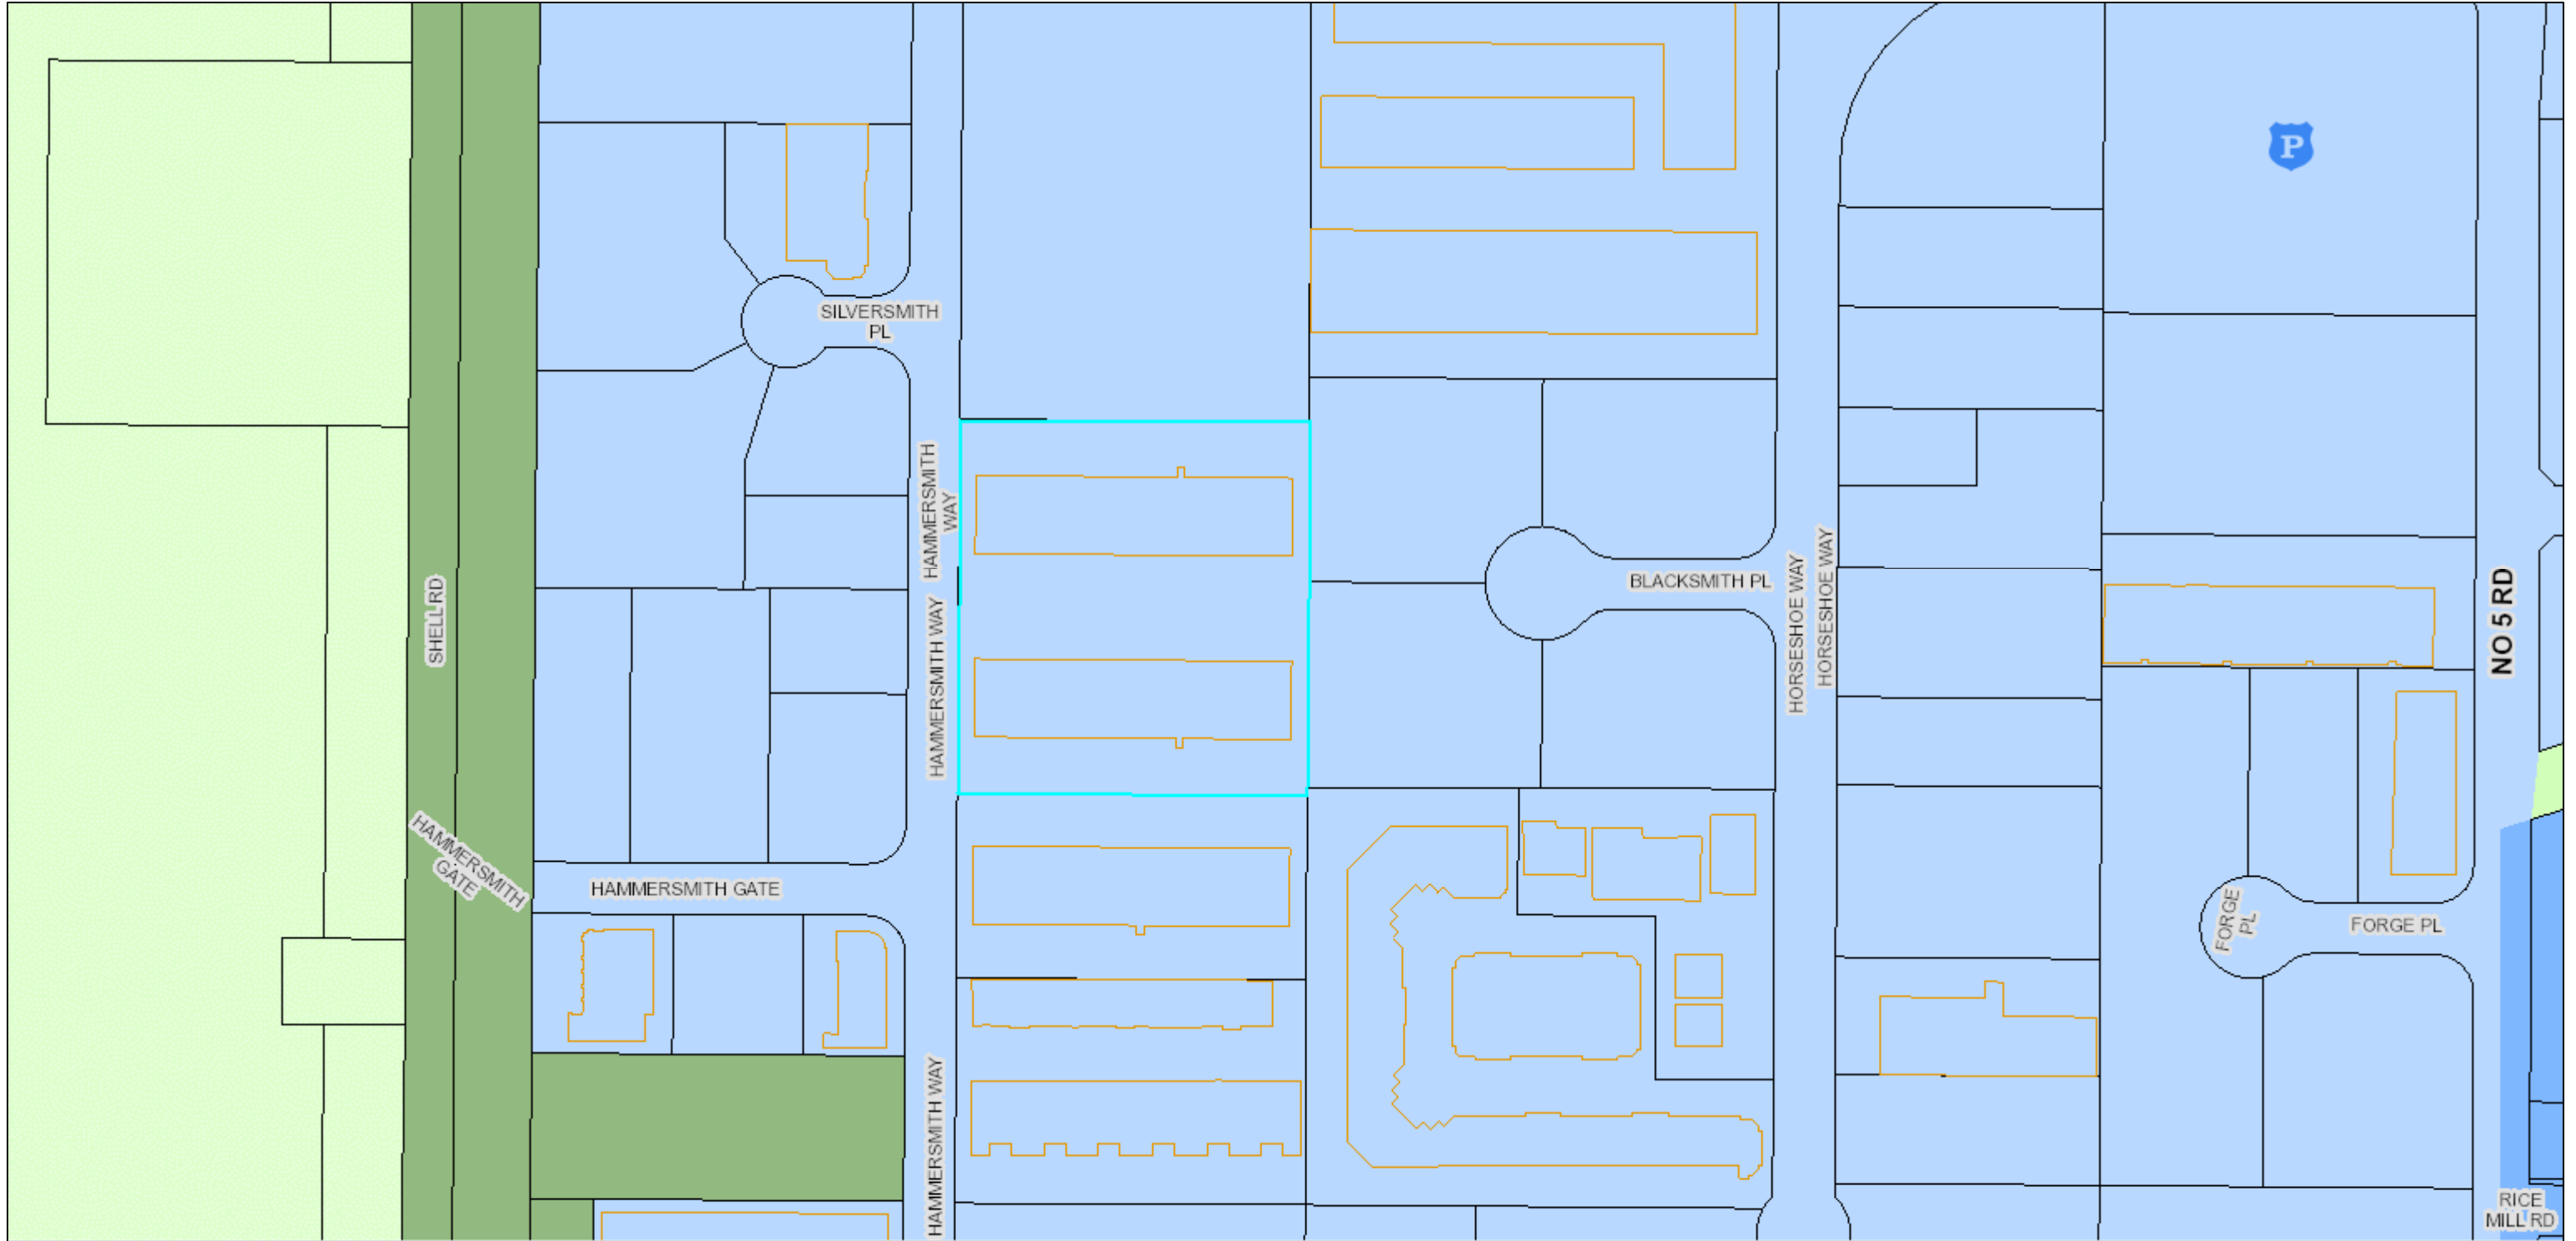 P
SILVERSMITH
PL
HAMMERSMITH
WAY
HAMMERSMITH WAY
SHELL RD
BLACKSMITH PL
HORSESHOE WAY
HORSESHOE WAY
NO 5 RD
HAMMERSMITH
GATE
HAMMERSMITH GATE
FORGE
PL
FORGE PL
HAMMERSMITH WAY
RICE
MILL RD